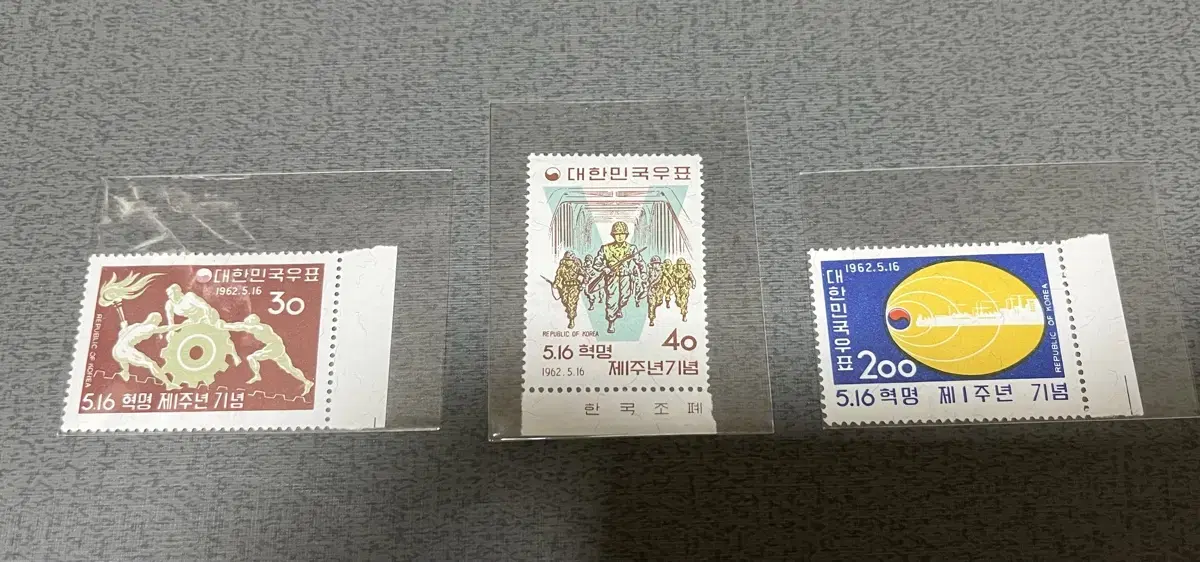 대한민국우표
1962.5.16
30
REPUBLIC OF KOREA
5.16 혁명 제1주년 기념
대한민국우표
REPUBLIC OF KOREA
40
5.16 혁명
1962.5.16
제1주년기념
한국조폐
1962.5.16
대한민국우표
REPUBLIC OF KOREA
200
5.16 혁명 제1주년 기념